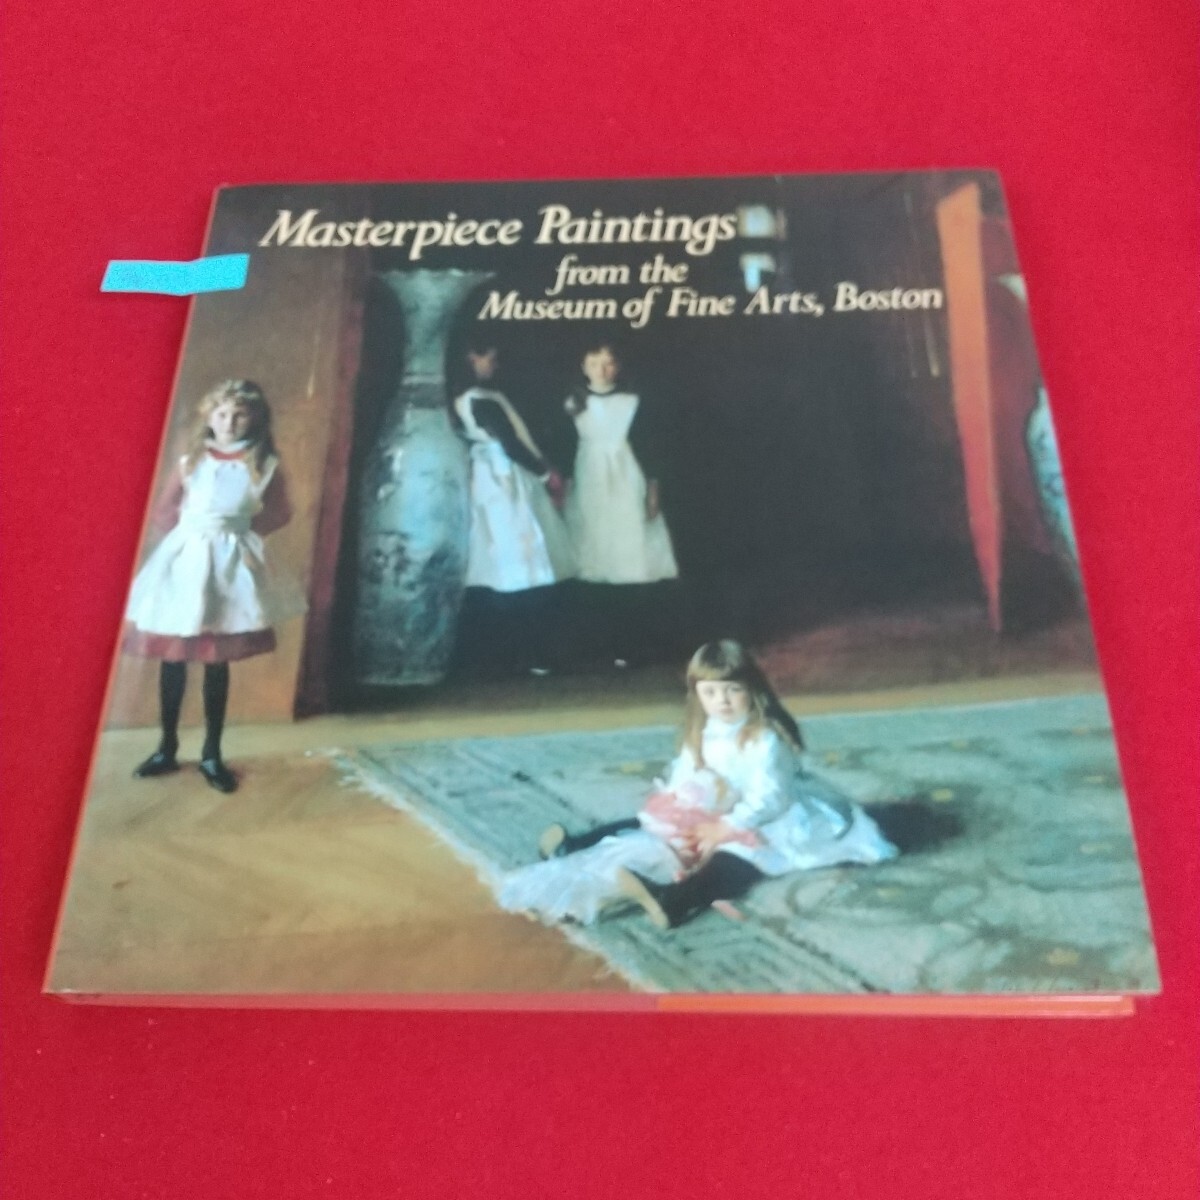 Masterpiece Paintings
from the
Museum of Fine Arts, Boston